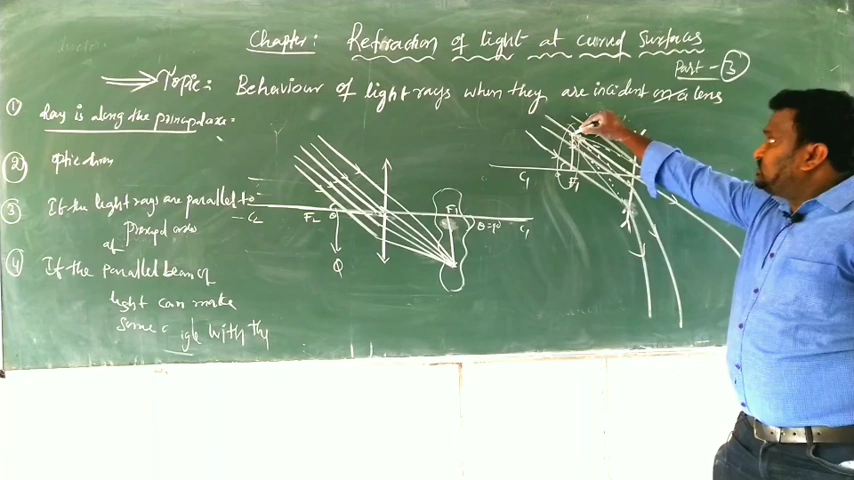 Chapter: Refraction of light at curved Surfaces
Part - 3
Topic: Behaviour of light rays when they are incident on a lens
1 Ray is along the principal axis.
2 optic
3 If the light rays are parallel to
Principal axis
4 If the parallel beam of
light can make
Some with the
C2 F2 θ F1 θ=90 C1
θ
C1 F1